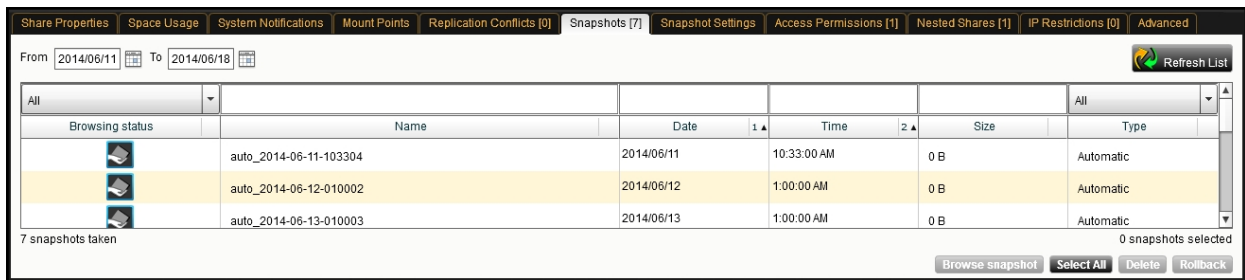 Share Properties Space Usage System Notifications Mount Points Replication Conflicts [0] Snapshots [7] Snapshot Settings Access Permissions [1] Nested Shares [1] IP Restrictions [0] Advanced
From 2014/06/11 To 2014/06/18 Refresh List
All All
Browsing status Name Date 1 Time 2 Size Type
auto_2014-06-11-103304 2014/06/11 10:33:00 AM 0 B Automatic
auto_2014-06-12-010002 2014/06/12 1:00:00 AM 0 B Automatic
auto_2014-06-13-010003 2014/06/13 1:00:00 AM 0 B Automatic
7 snapshots taken 0 snapshots selected
Browse snapshot Select All Delete Rollback